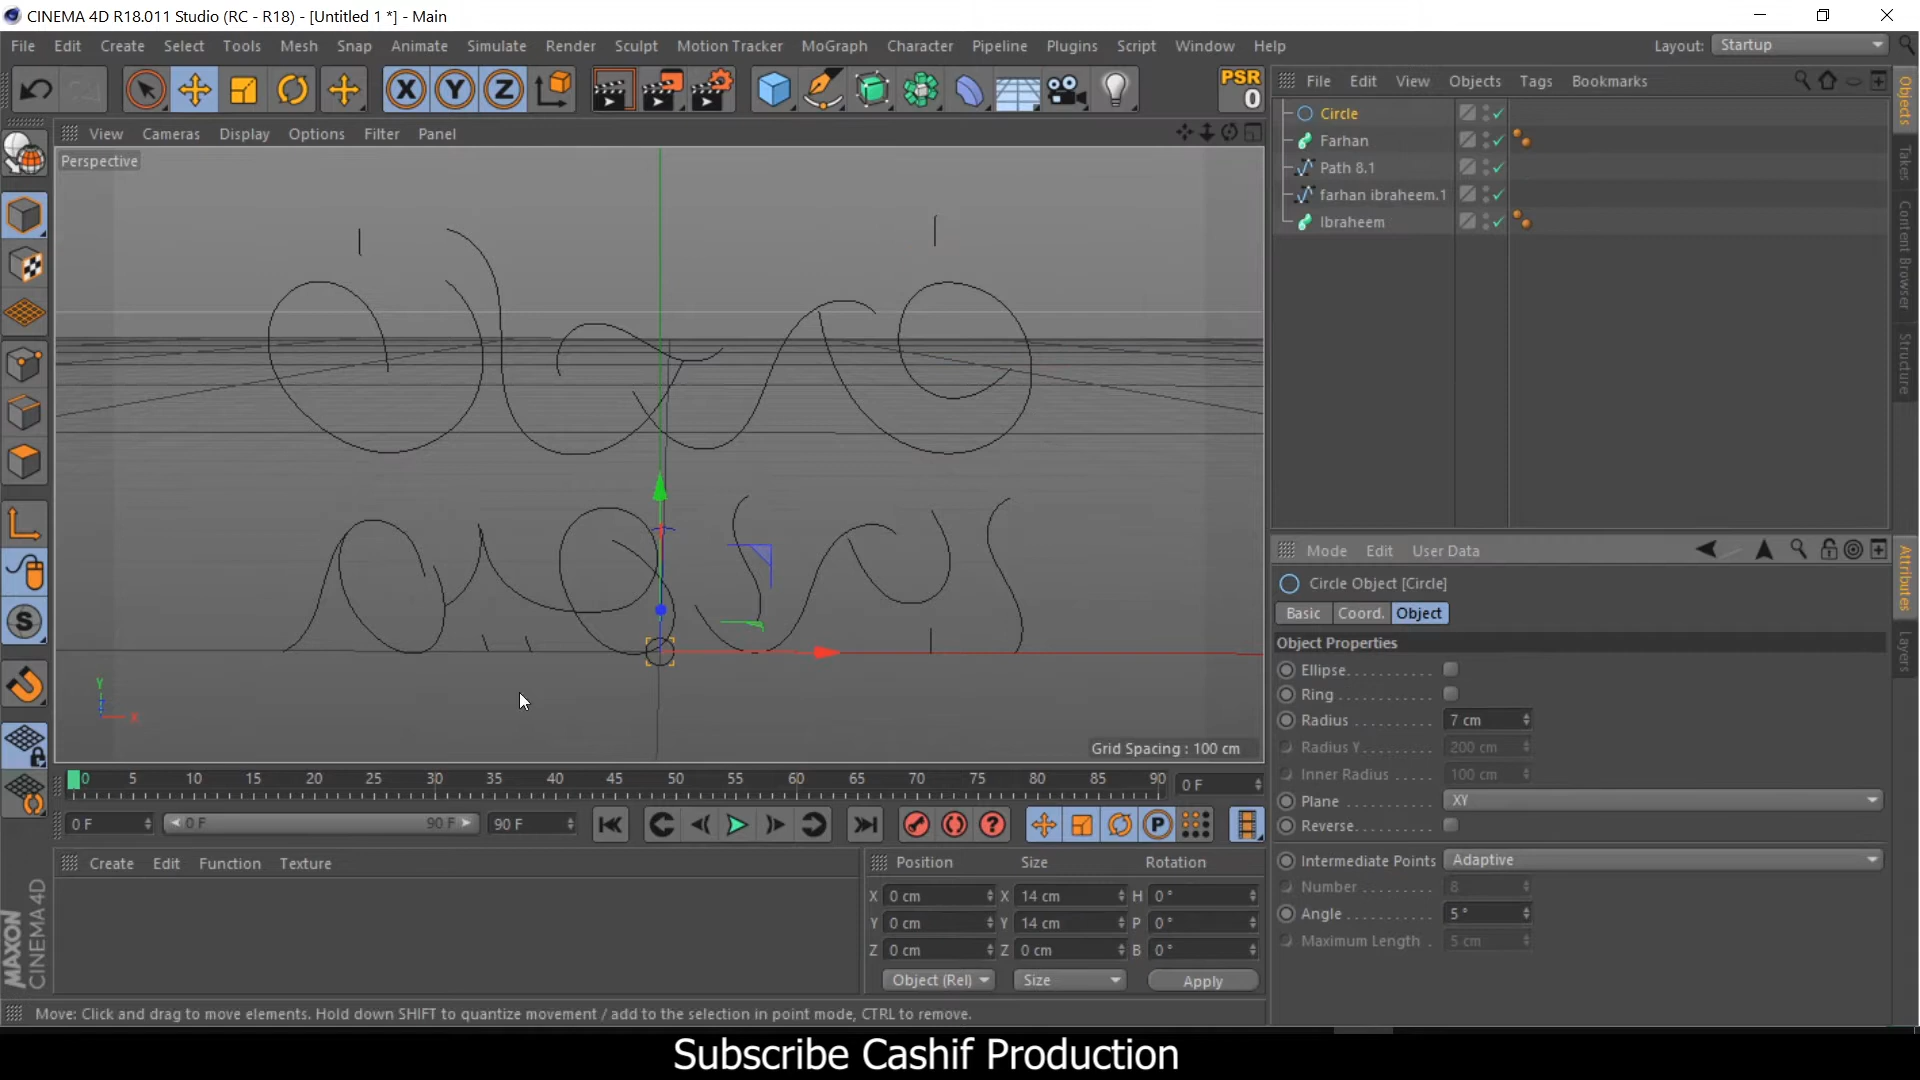 CINEMA 4D R18.011 Studio (RC - R18) - [Untitled 1 *] - Main
File Edit Create Select Tools Mesh Snap Animate Simulate Render Sculpt Motion Tracker MoGraph Character Pipeline Plugins Script Window Help Layout: Startup
X Y Z PSR 0
File Edit View Objects Tags Bookmarks
Circle
Farhan
Path 8.1
farhan ibraheem.1
Ibraheem
Objects
Takes
Content Browser
Structure
View Cameras Display Options Filter Panel
Perspective
Y
X
Grid Spacing : 100 cm
Mode Edit User Data
Circle Object [Circle]
Basic Coord. Object
Object Properties
Ellipse
Ring
Radius 7 cm
Radius Y 200 cm
Inner Radius 100 cm
Plane XY
Reverse
Intermediate Points Adaptive
Number 8
Angle 5 °
Maximum Length 5 cm
Attributes
Layers
0 5 10 15 20 25 30 35 40 45 50 55 60 65 70 75 80 85 90 0 F
0 F 0 F 90 F 90 F P
Create Edit Function Texture
Position Size Rotation
X 0 cm X 14 cm H 0 °
Y 0 cm Y 14 cm P 0 °
Z 0 cm Z 0 cm B 0 °
Object (Rel) Size Apply
MAXON CINEMA 4D
Move: Click and drag to move elements. Hold down SHIFT to quantize movement / add to the selection in point mode, CTRL to remove.
Subscribe Cashif Production